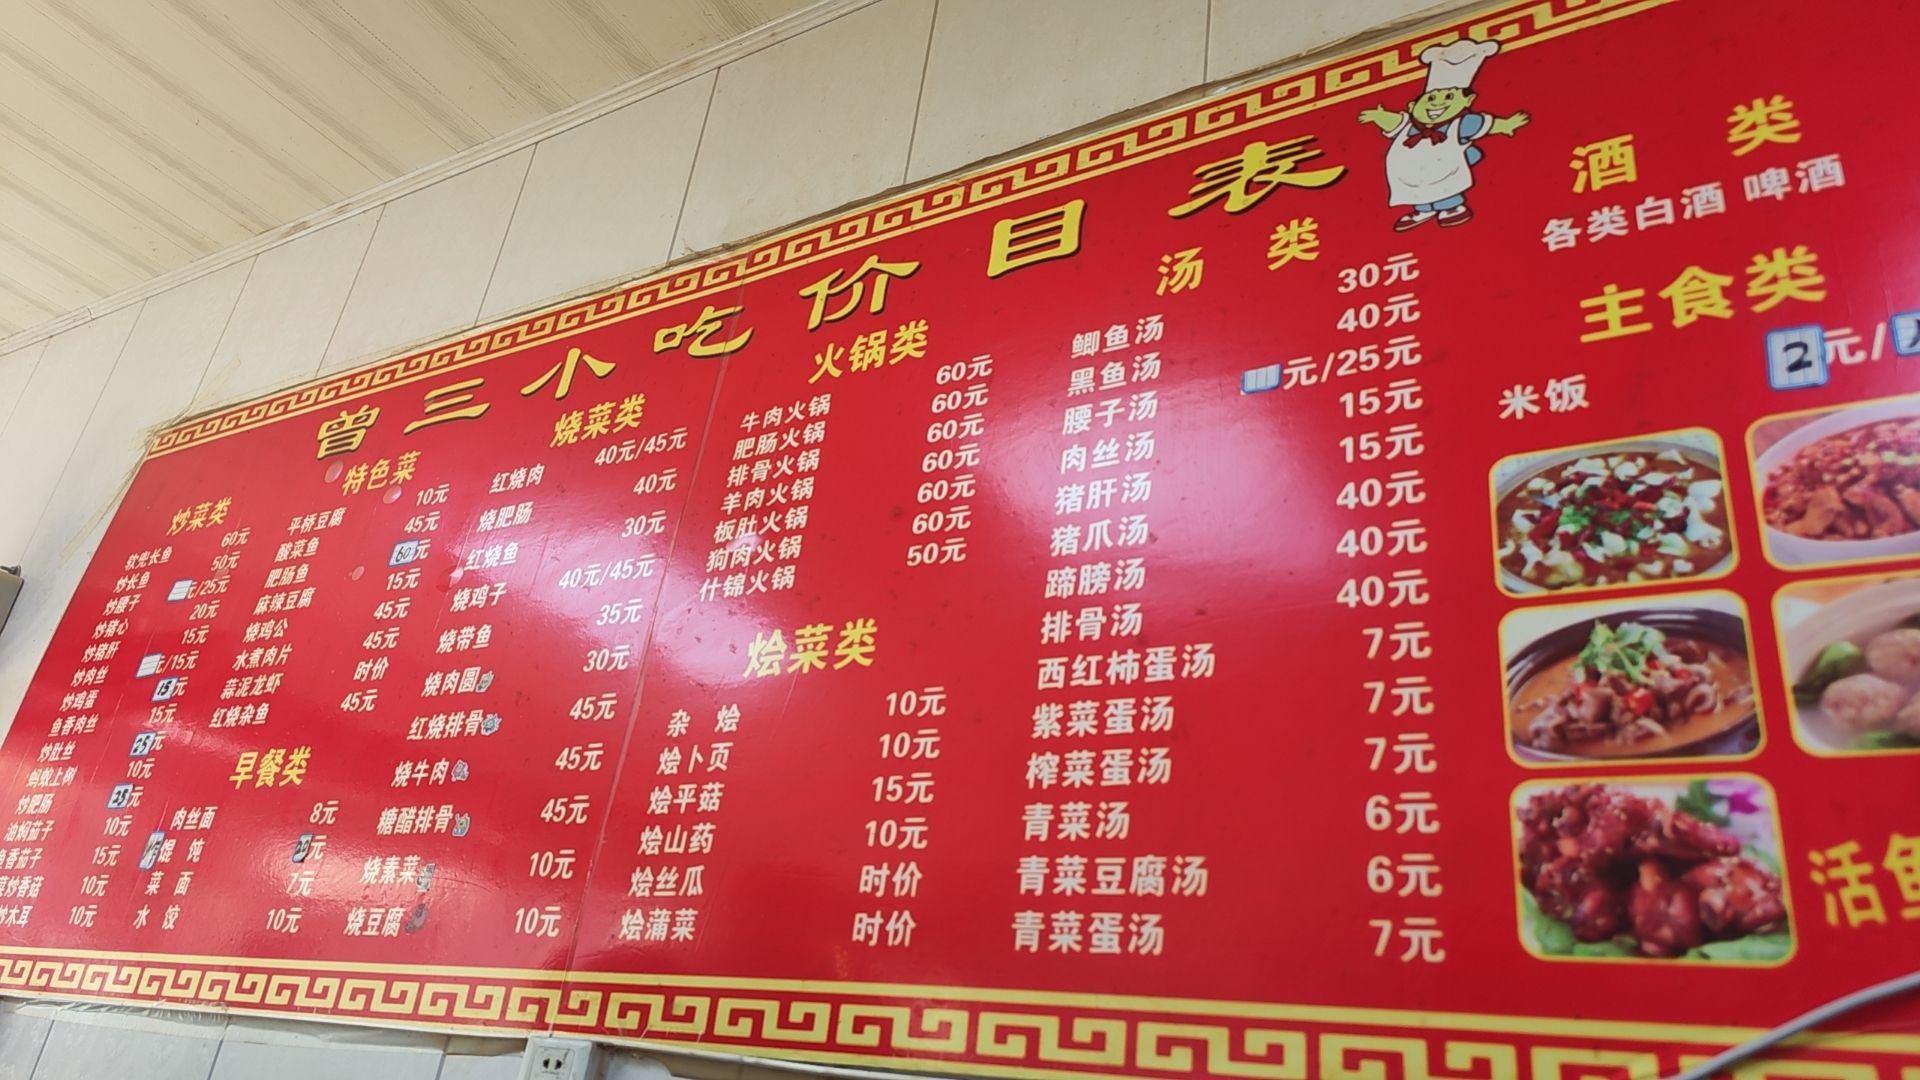 曾三小吃价目表
炒菜类
软兜长鱼 60元
炒长鱼 50元
炒腰子 元/25元
炒猪心 20元
炒猪肝 15元
炒肉丝 元/15元
炒鸡蛋 15元
鱼香肉丝 15元
炒肚丝 25元
蚂蚁上树 10元
炒肥肠 25元
油焖茄子 10元
鱼香茄子 15元
炒香菇 10元
炒木耳 10元
特色菜
平桥豆腐 10元
酸菜鱼 45元
肥肠鱼 60元
麻辣豆腐 15元
烧鸡公 45元
水煮肉片 45元
蒜泥龙虾 时价
红烧杂鱼 45元
早餐类
肉丝面 8元
馄饨 元
菜面 7元
水饺 10元
烧菜类
红烧肉 40元/45元
烧肥肠 40元
红烧鱼 30元
烧鸡子 40元/45元
烧带鱼 35元
烧肉圆 30元
红烧排骨 45元
烧牛肉 45元
糖醋排骨 45元
烧素菜 10元
烧豆腐 10元
火锅类
牛肉火锅 60元
肥肠火锅 60元
排骨火锅 60元
羊肉火锅 60元
板肚火锅 60元
狗肉火锅 60元
什锦火锅 50元
烩菜类
杂烩 10元
烩卜页 10元
烩平菇 15元
烩山药 10元
烩丝瓜 时价
烩蒲菜 时价
汤类
鲫鱼汤 30元
黑鱼汤 40元
腰子汤 元/25元
肉丝汤 15元
猪肝汤 15元
猪爪汤 40元
蹄膀汤 40元
排骨汤 40元
西红柿蛋汤 7元
紫菜蛋汤 7元
榨菜蛋汤 7元
青菜汤 6元
青菜豆腐汤 6元
青菜蛋汤 7元
酒类
各类白酒 啤酒
主食类
米饭 2元/人
活鱼